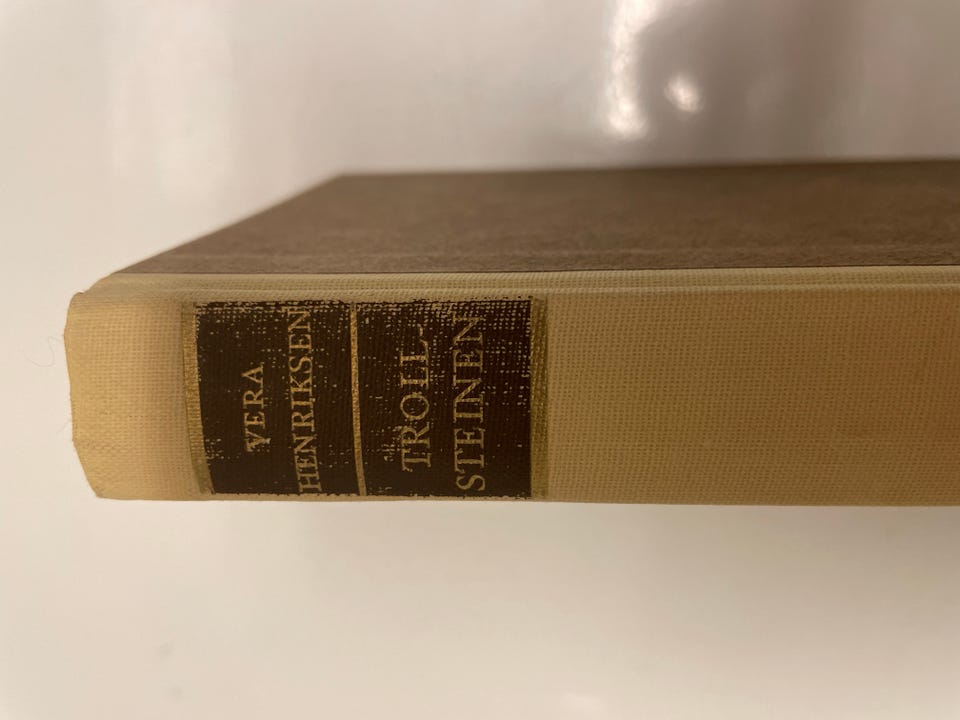 VERA
HENRIKSEN
TROLL-
STEINEN